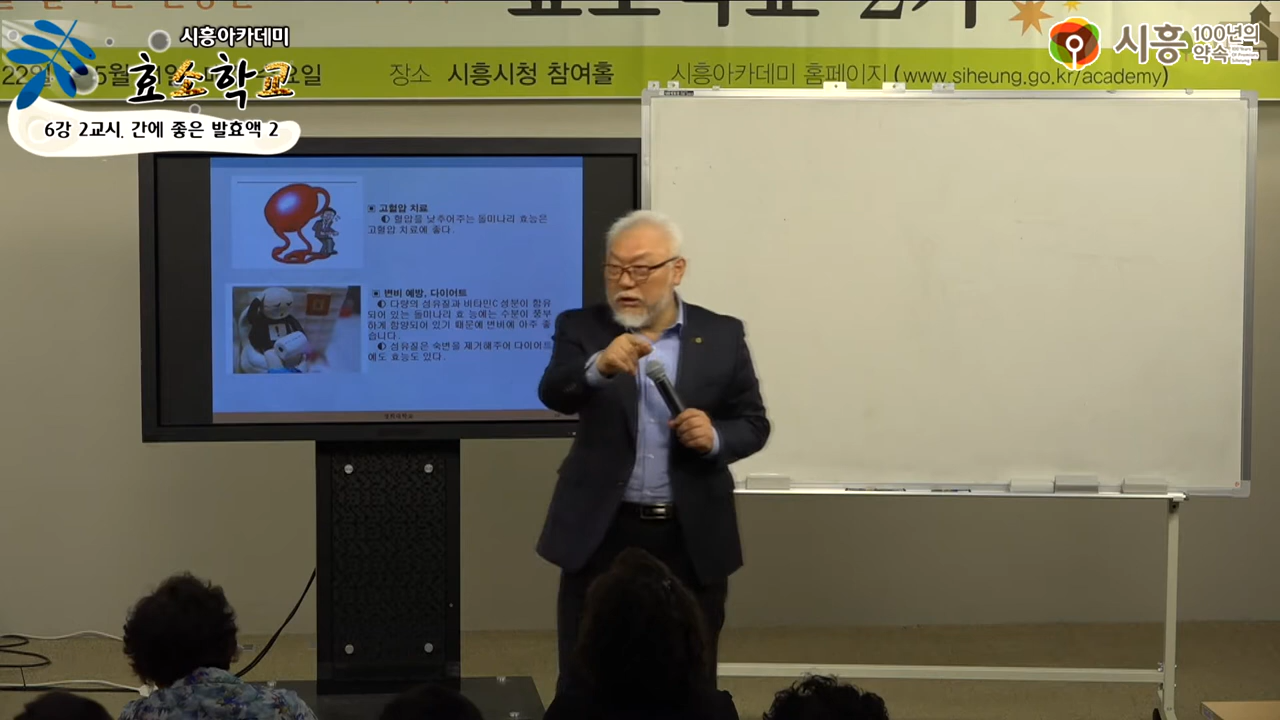 시흥아카데미
효소학교
6강 2교시. 간에 좋은 발효액 2
시흥 100년의 약속
장소 시흥시청 참여홀 시흥아카데미 홈페이지 (www.siheung.go.kr/academy)
▣ 고혈압 치료
◐ 혈압을 낮추어주는 돌미나리 효능은
고혈압 치료에 좋다.
▣ 변비 예방, 다이어트
◐ 다량의 섬유질과 비타민C 성분이 함유
되어 있는 돌미나리 효 능에는 수분이 풍부
하게 함양되어 있기 때문에 변비에 아주 좋
습니다.
◐ 섬유질은 숙변을 제거해주어 다이어트
에도 효능도 있다.